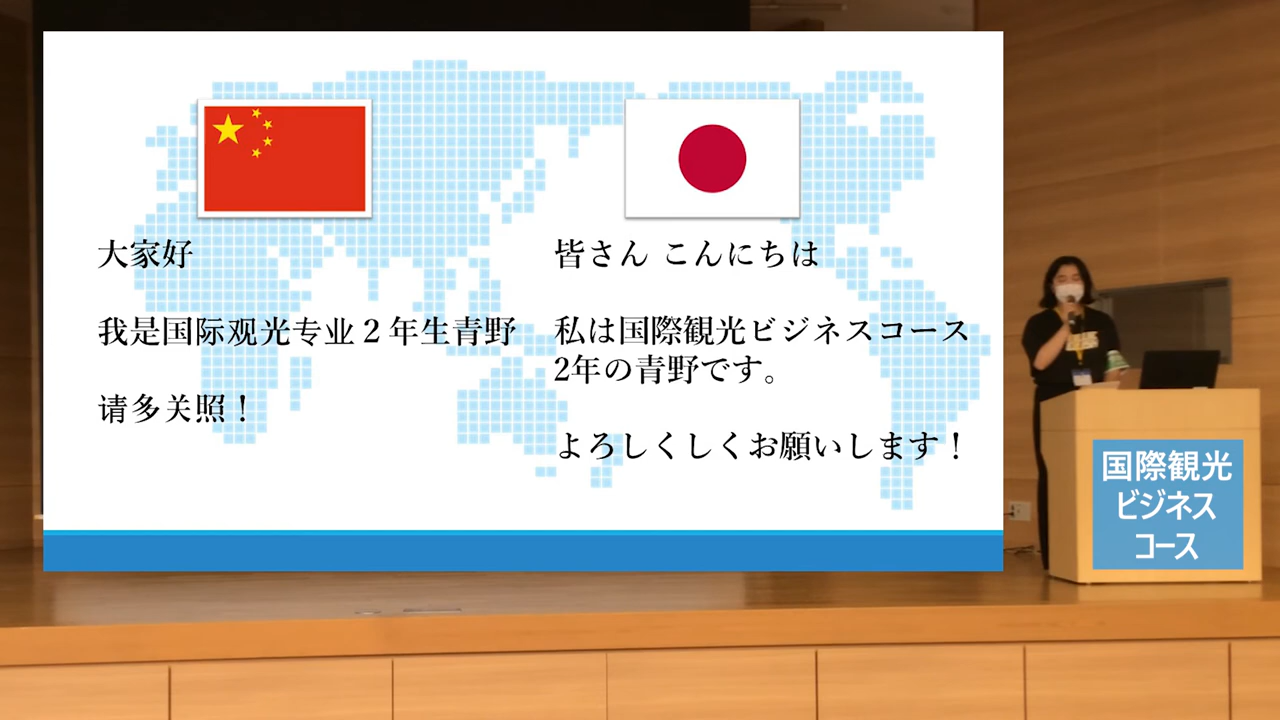 大家好
我是国际观光专业２年生青野
请多关照！
皆さん こんにちは
私は国際観光ビジネスコース
2年の青野です。
よろしくしくお願いします！
国際観光
ビジネス
コース